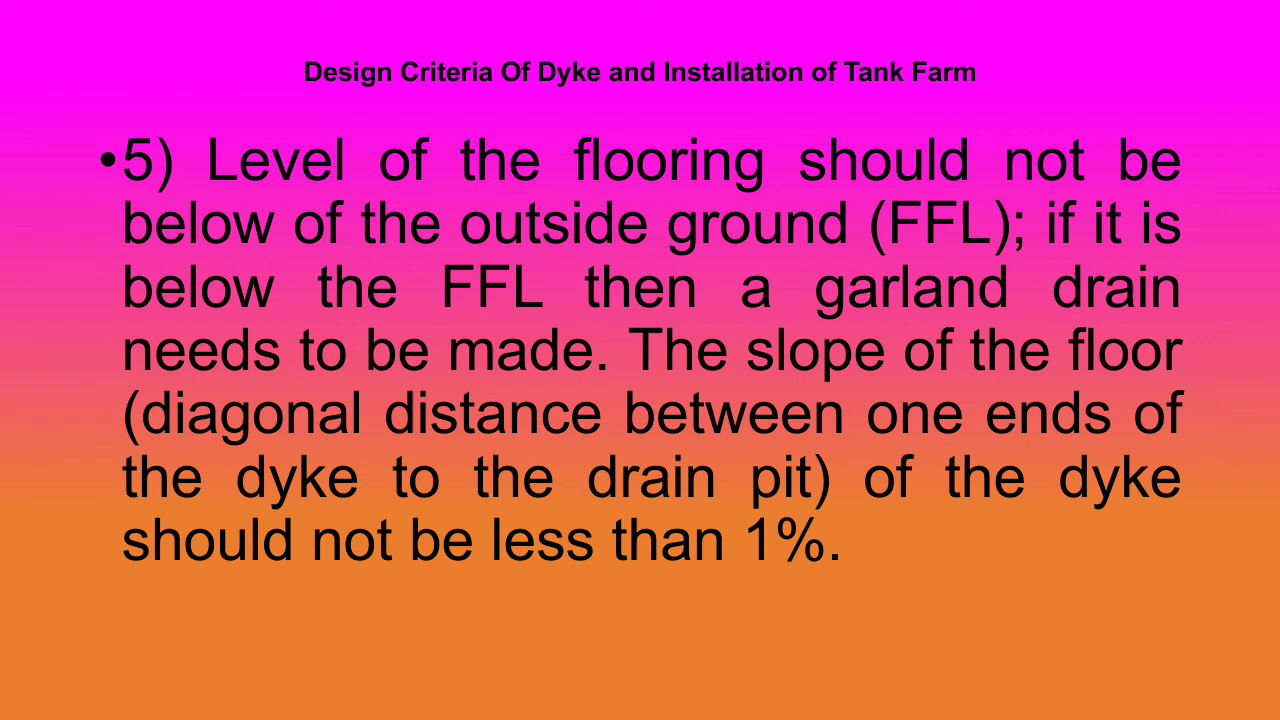 Design Criteria Of Dyke and Installation of Tank Farm
•5) Level of the flooring should not be
below of the outside ground (FFL); if it is
below the FFL then a garland drain
needs to be made. The slope of the floor
(diagonal distance between one ends of
the dyke to the drain pit) of the dyke
should not be less than 1%.